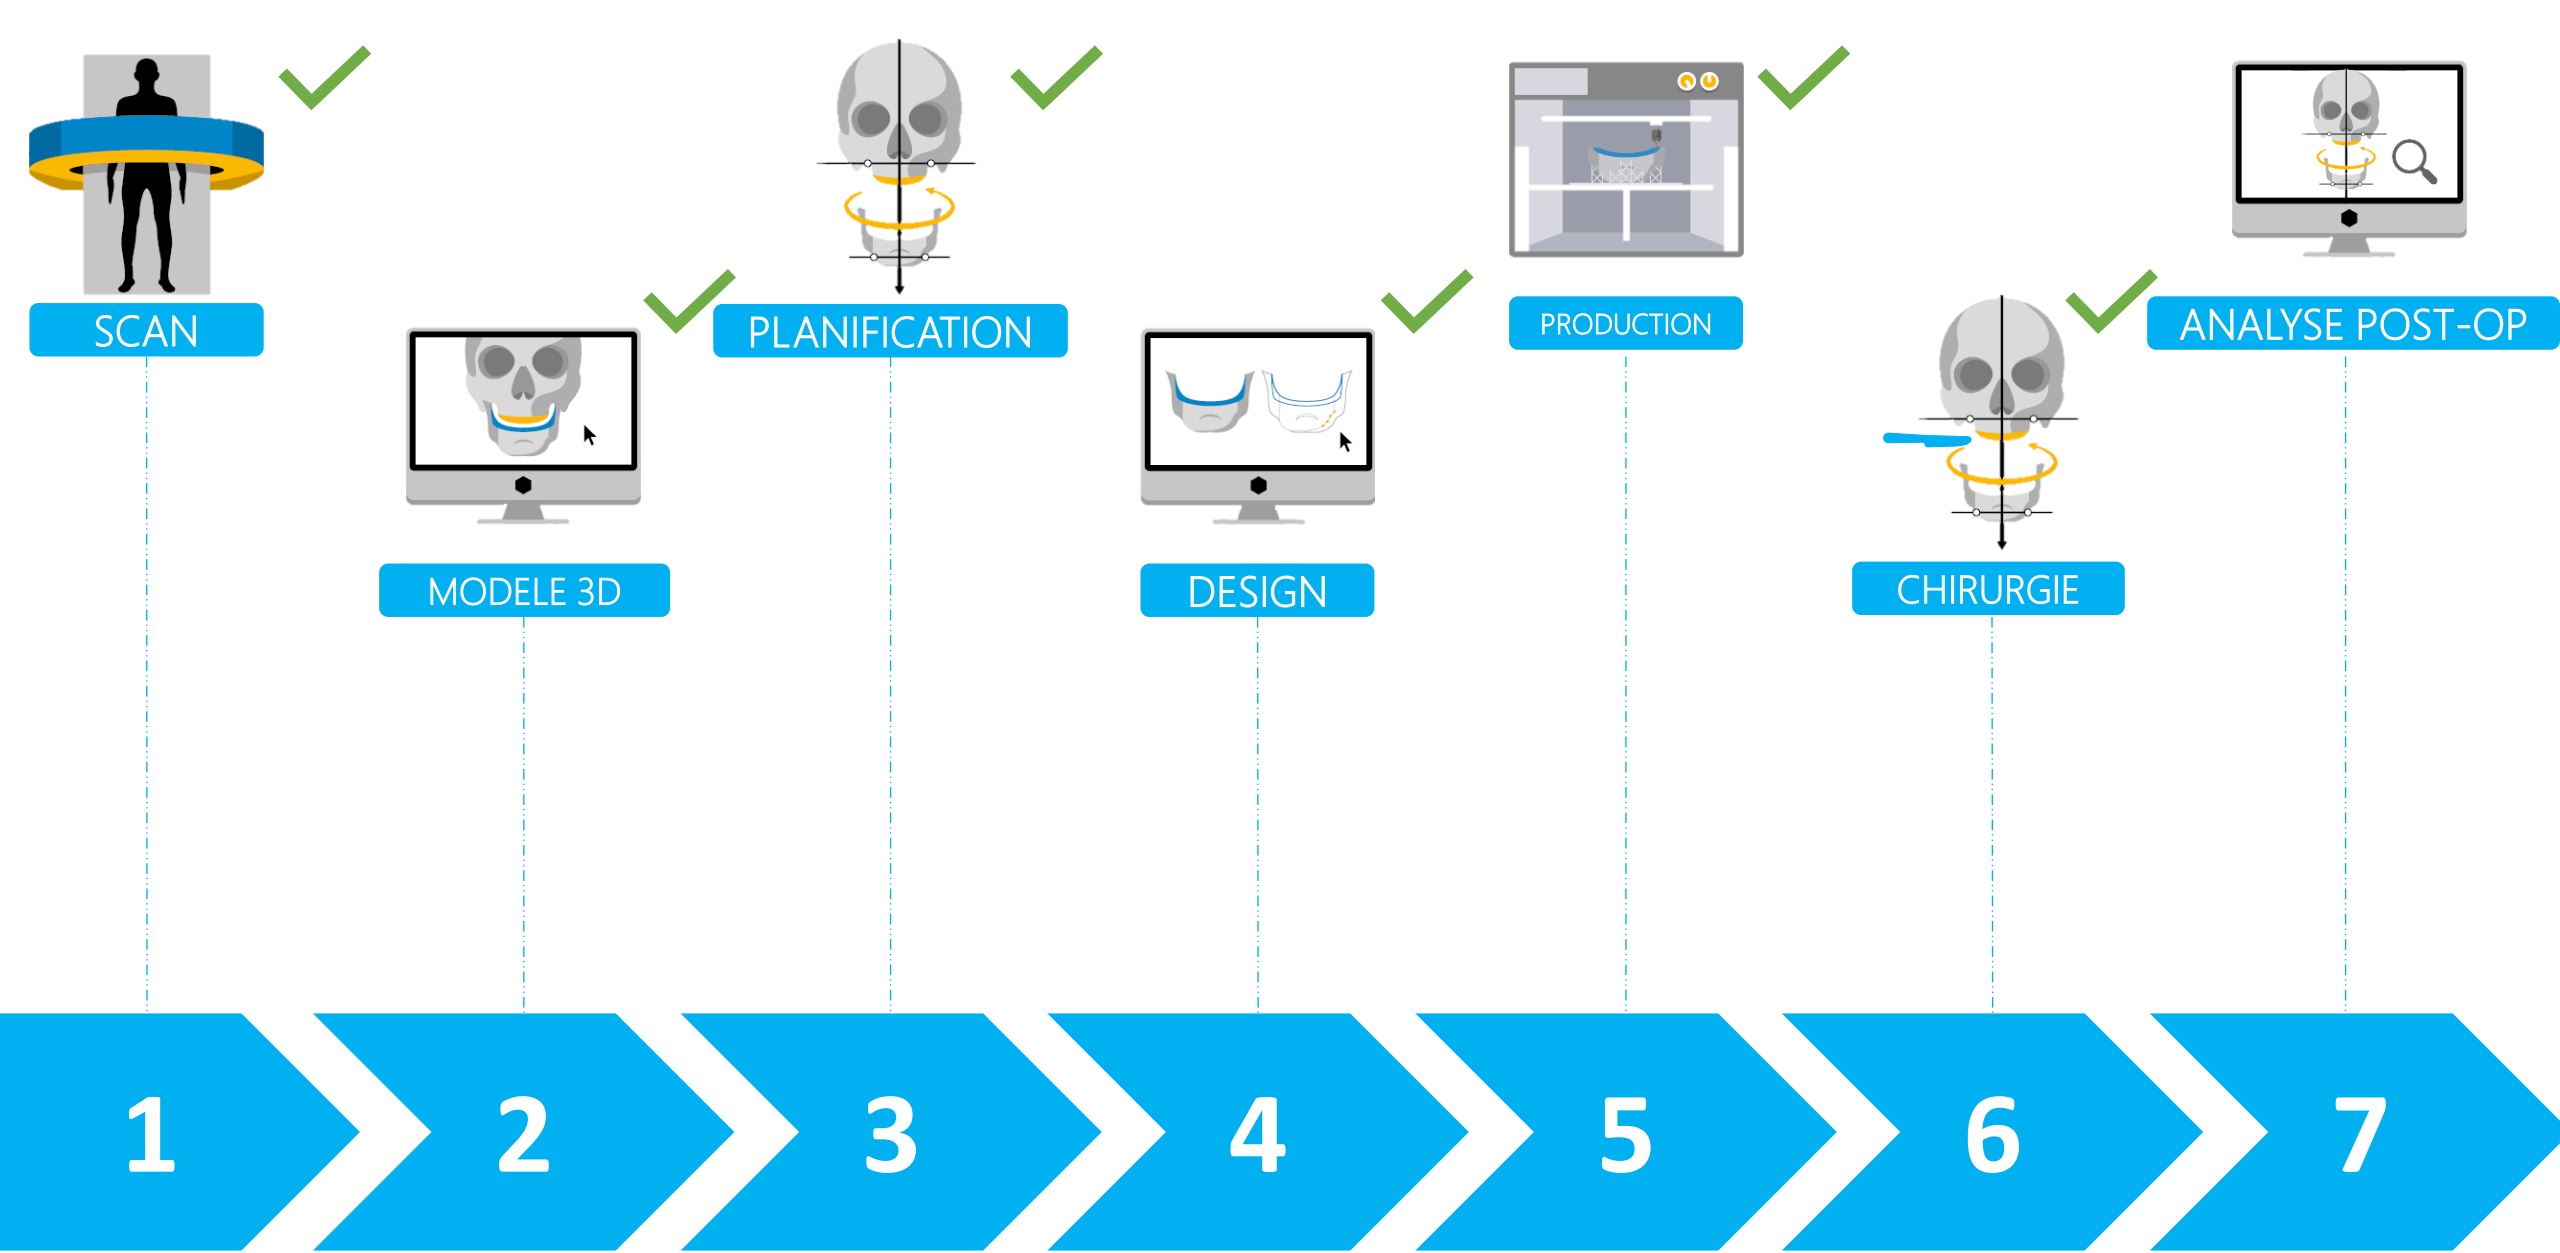 SCAN
MODELE 3D
PLANIFICATION
DESIGN
PRODUCTION
CHIRURGIE
ANALYSE POST-OP
1
2
3
4
5
6
7